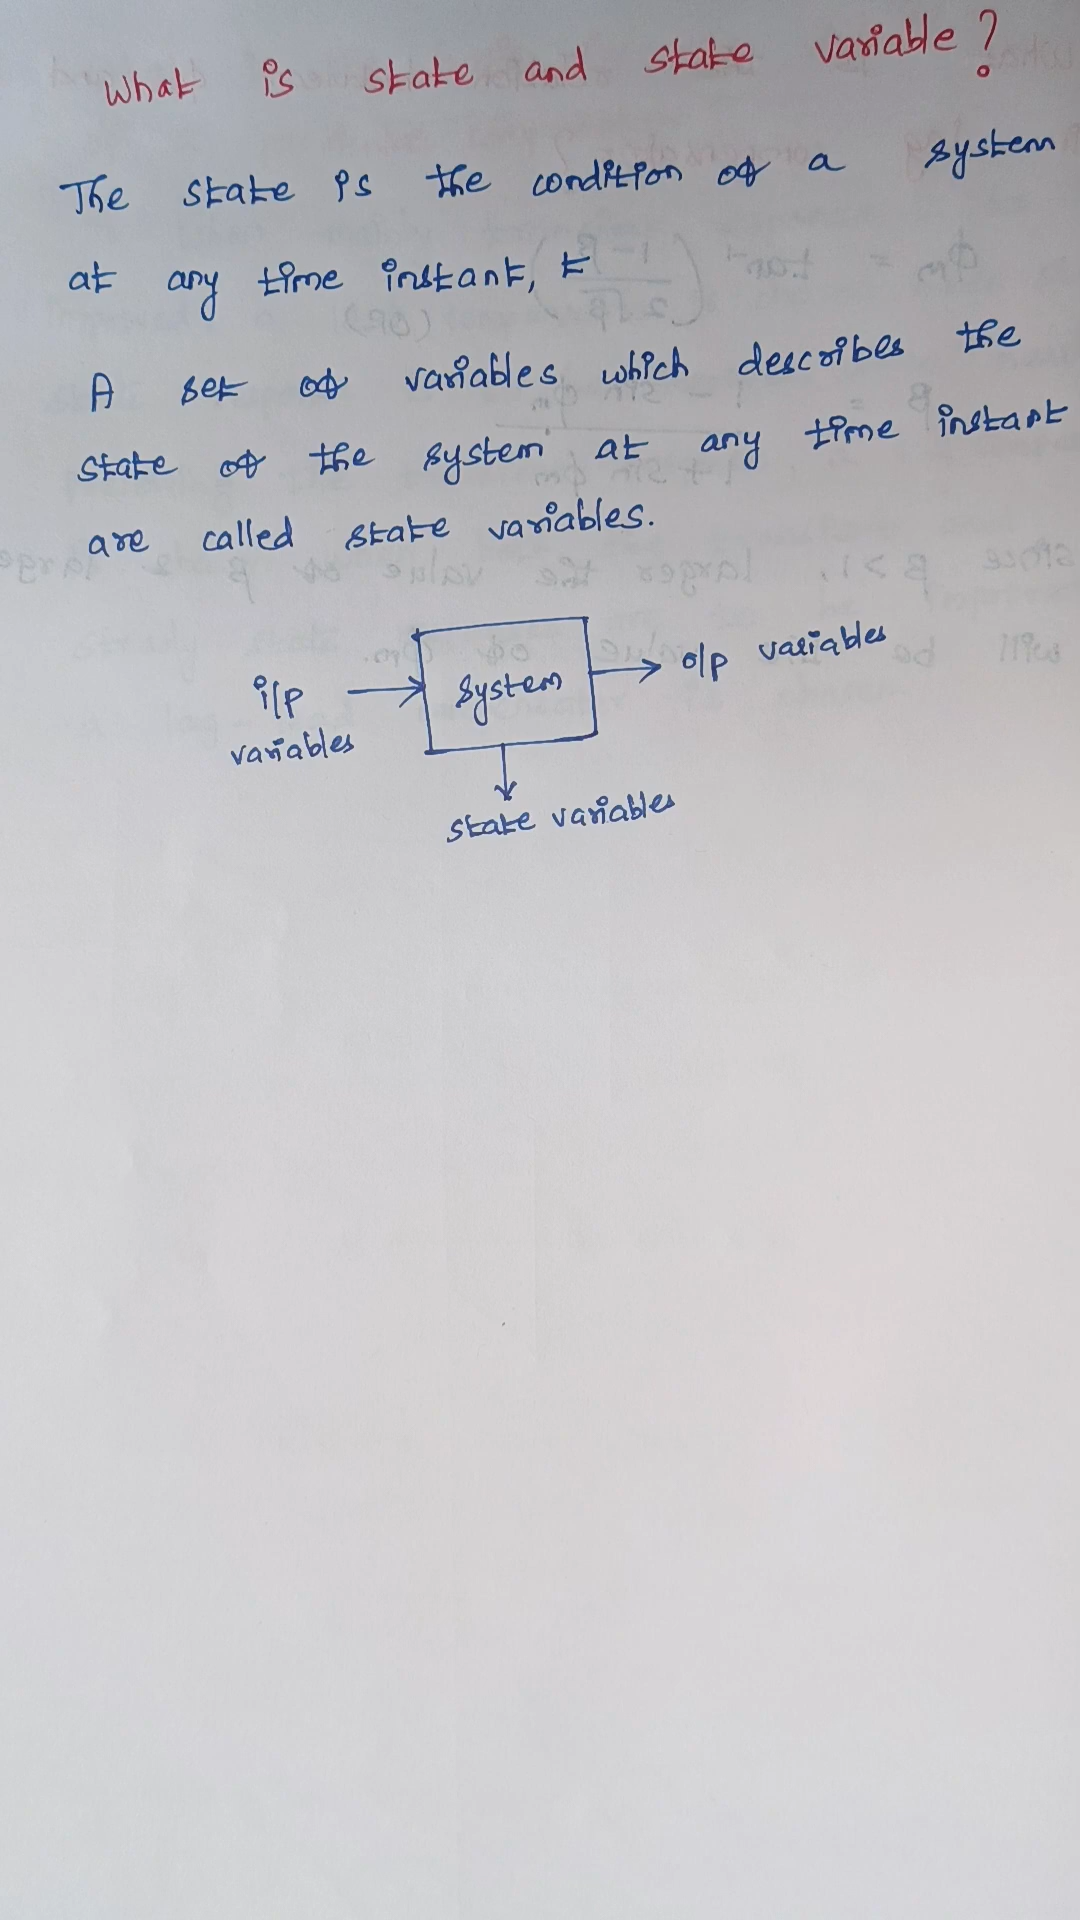 What is state and state variable?
The state is the condition of a system
at any time instant, t
A set of variables which describes the
state of the system at any time instant
are called state variables.
i/p
variables
system
o/p variables
state variables